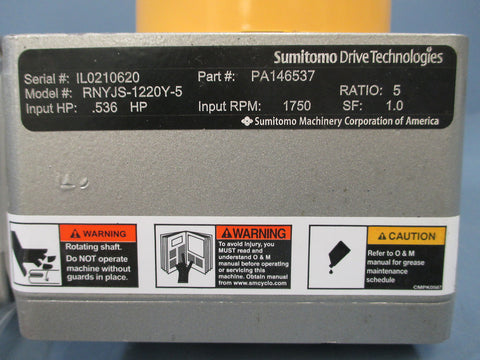 Sumitomo Drive Technologies
Serial #: IL0210620 Part #: PA146537
Model #: RNYJS-1220Y-5 RATIO: 5
Input HP: .536 HP Input RPM: 1750 SF: 1.0
Sumitomo Machinery Corporation of America
WARNING
Rotating shaft.
Do NOT operate
machine without
guards in place.
WARNING
To avoid injury, you
MUST read and
understand O & M
manual before operating
or servicing this
machine. Obtain manual
from www.smcyclo.com
CAUTION
Refer to O & M
manual for grease
maintenance
schedule
CMPK0567